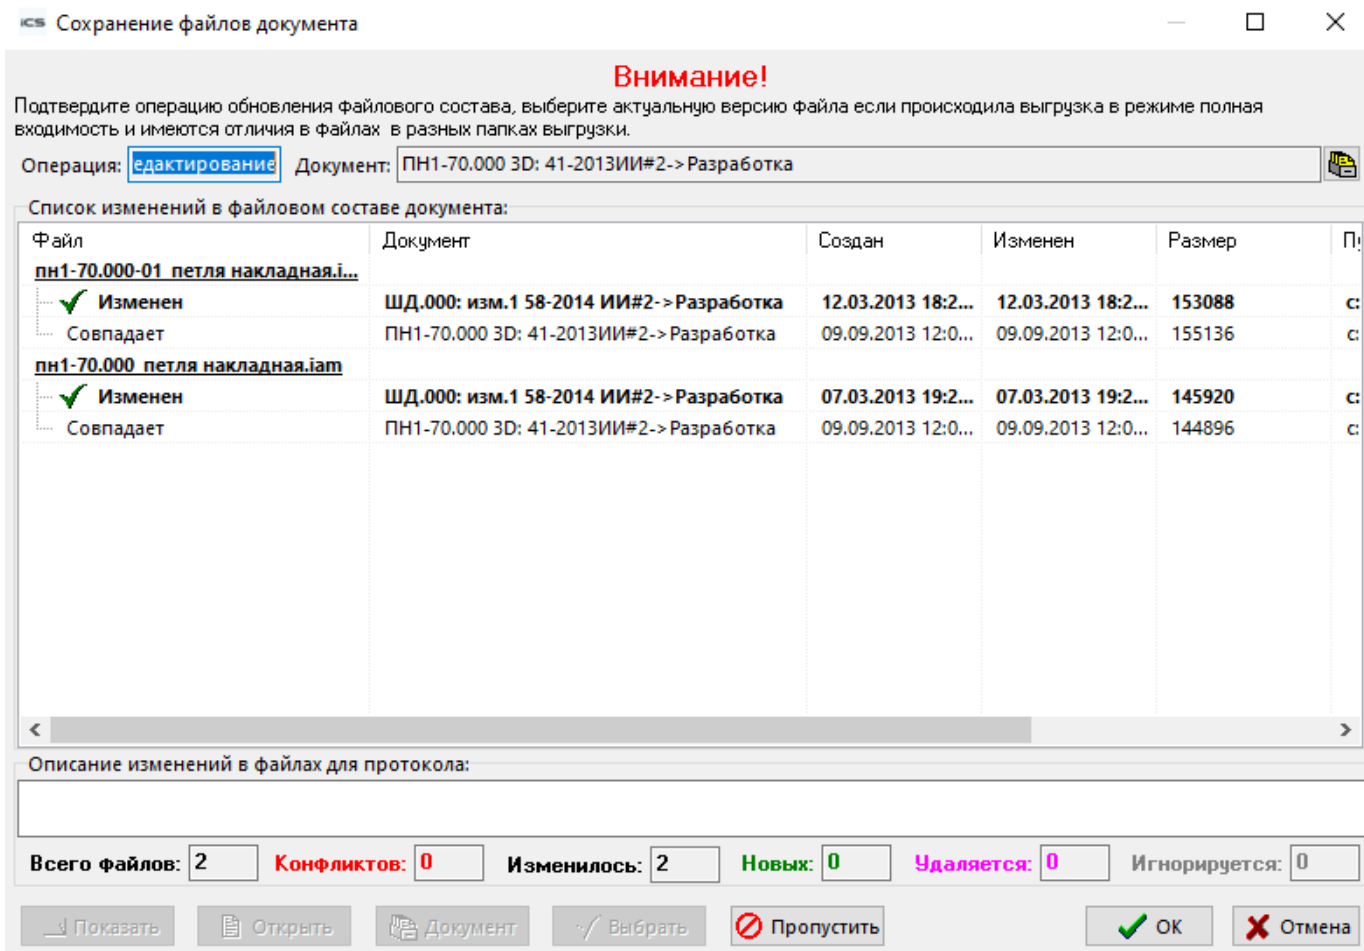 iCS Сохранение файлов документа
Внимание!
Подтвердите операцию обновления файлового состава, выберите актуальную версию файла если происходила выгрузка в режиме полная
входимость и имеются отличия в файлах в разных папках выгрузки.
Операция: едактирование Документ: ПН1-70.000 3D: 41-2013ИИ#2->Разработка
Список изменений в файловом составе документа:
Файл Документ Создан Изменен Размер
пн1-70.000-01 петля накладная.i...
Изменен ШД.000: изм.1 58-2014 ИИ#2->Разработка 12.03.2013 18:2... 12.03.2013 18:2... 153088 c:
Совпадает ПН1-70.000 3D: 41-2013ИИ#2->Разработка 09.09.2013 12:0... 09.09.2013 12:0... 155136 c:
пн1-70.000 петля накладная.iam
Изменен ШД.000: изм.1 58-2014 ИИ#2->Разработка 07.03.2013 19:2... 07.03.2013 19:2... 145920 c:
Совпадает ПН1-70.000 3D: 41-2013ИИ#2->Разработка 09.09.2013 12:0... 09.09.2013 12:0... 144896 c:
Описание изменений в файлах для протокола:
Всего файлов: 2 Конфликтов: 0 Изменилось: 2 Новых: 0 Удаляется: 0 Игнорируется: 0
Показать Открыть Документ Выбрать Пропустить ОК Отмена